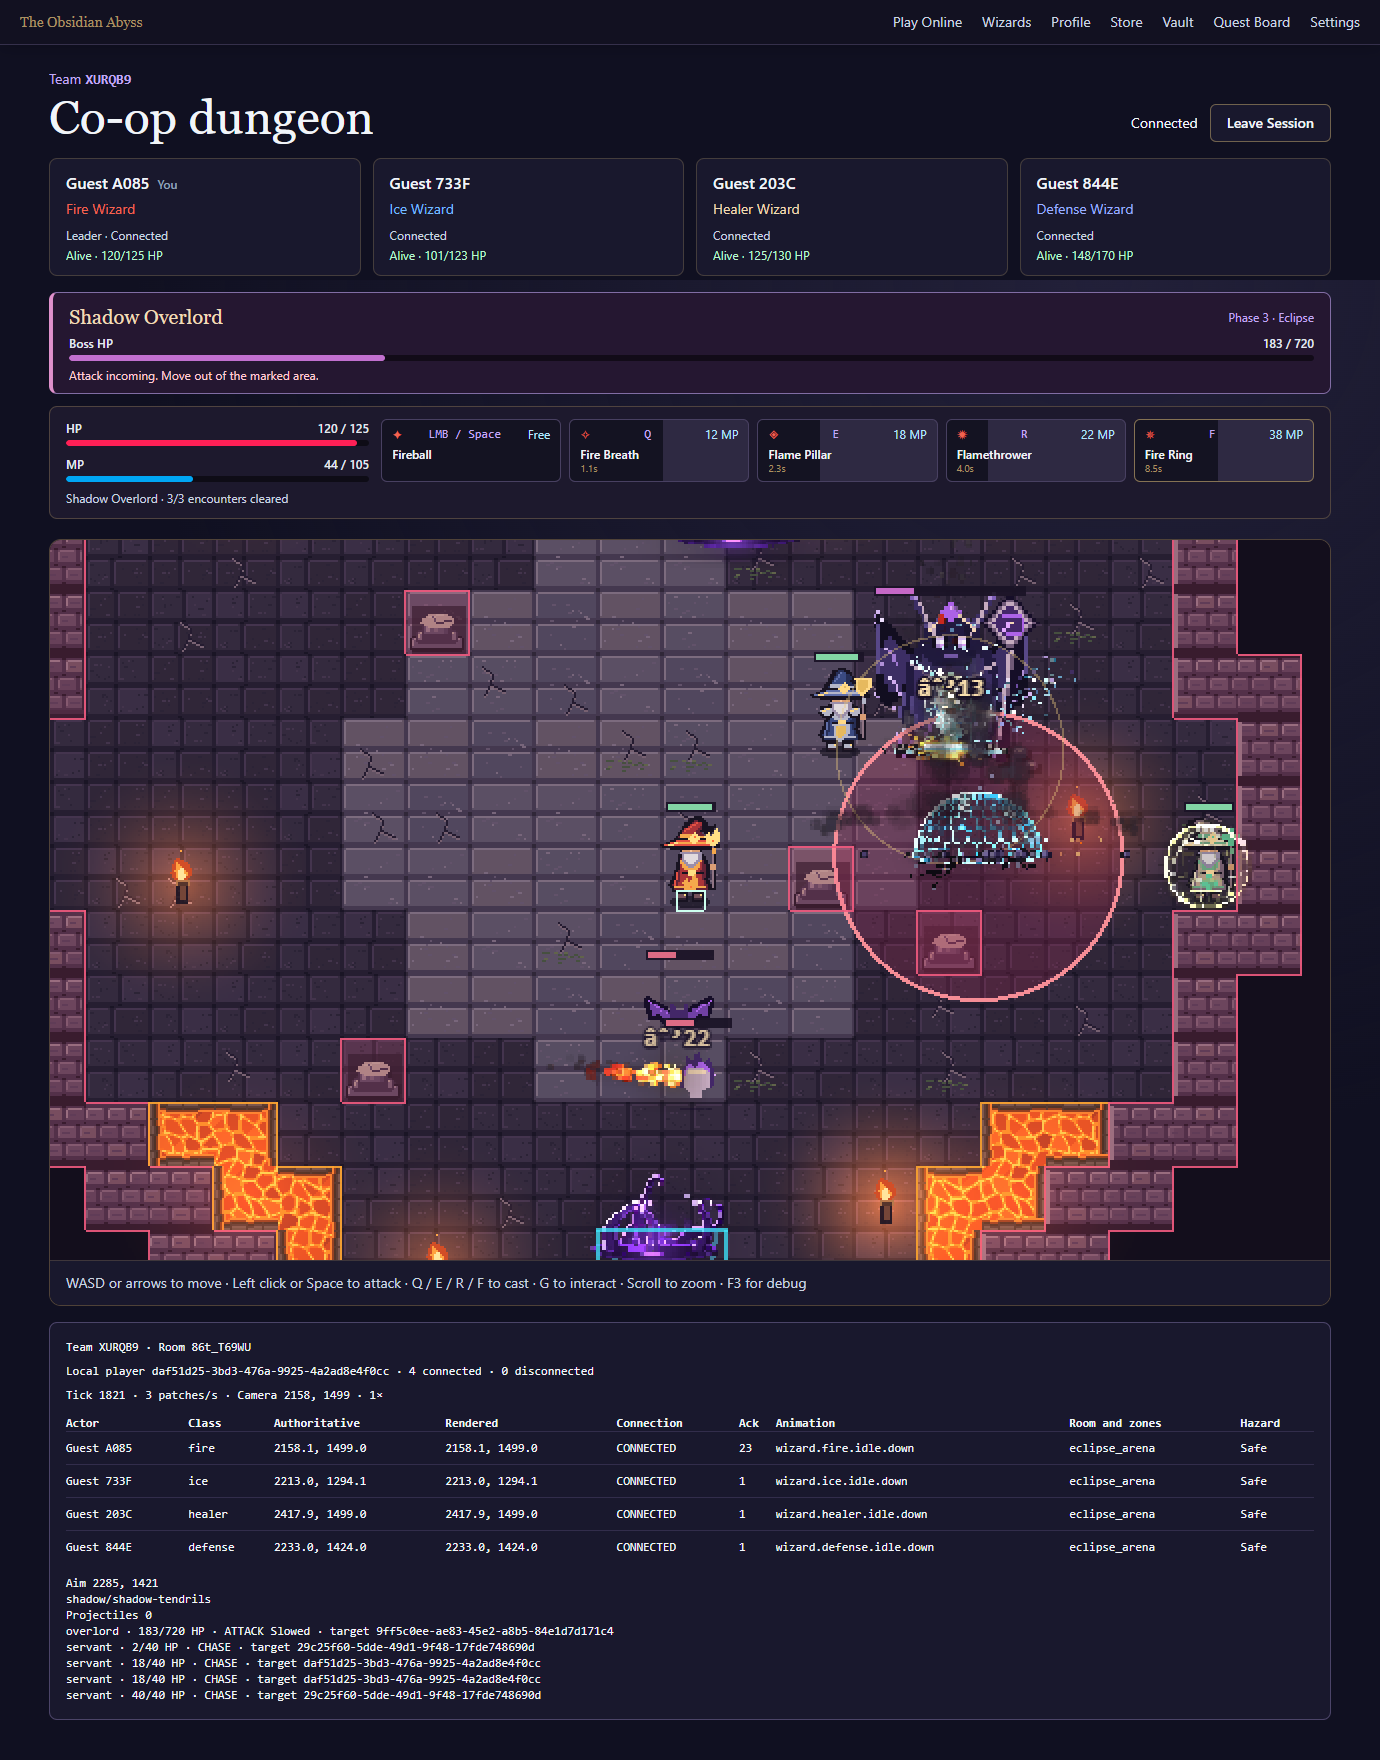 The Obsidian Abyss
Play Online Wizards Profile Store Vault Quest Board Settings
Team XURQB9
Co-op dungeon
Connected Leave Session
Guest A085 You
Fire Wizard
Leader · Connected
Alive · 120/125 HP
Guest 733F
Ice Wizard
Connected
Alive · 101/123 HP
Guest 203C
Healer Wizard
Connected
Alive · 125/130 HP
Guest 844E
Defense Wizard
Connected
Alive · 148/170 HP
Shadow Overlord
Phase 3 · Eclipse
Boss HP 183 / 720
Attack incoming. Move out of the marked area.
HP 120 / 125
MP 44 / 105
Shadow Overlord · 3/3 encounters cleared
LMB / Space Free
Fireball
Q 12 MP
Fire Breath
1.1s
E 18 MP
Flame Pillar
2.3s
R 22 MP
Flamethrower
4.0s
F 38 MP
Fire Ring
8.5s
âˆ’13
âˆ’22
WASD or arrows to move · Left click or Space to attack · Q / E / R / F to cast · G to interact · Scroll to zoom · F3 for debug
Team XURQB9 · Room 86t_T69WU
Local player daf51d25-3bd3-476a-9925-4a2ad8e4f0cc · 4 connected · 0 disconnected
Tick 1821 · 3 patches/s · Camera 2158, 1499 · 1×
Actor Class Authoritative Rendered Connection Ack Animation Room and zones Hazard
Guest A085 fire 2158.1, 1499.0 2158.1, 1499.0 CONNECTED 23 wizard.fire.idle.down eclipse_arena Safe
Guest 733F ice 2213.0, 1294.1 2213.0, 1294.1 CONNECTED 1 wizard.ice.idle.down eclipse_arena Safe
Guest 203C healer 2417.9, 1499.0 2417.9, 1499.0 CONNECTED 1 wizard.healer.idle.down eclipse_arena Safe
Guest 844E defense 2233.0, 1424.0 2233.0, 1424.0 CONNECTED 1 wizard.defense.idle.down eclipse_arena Safe
Aim 2285, 1421
shadow/shadow-tendrils
Projectiles 0
overlord · 183/720 HP · ATTACK Slowed · target 9ff5c0ee-ae83-45e2-a8b5-84e1d7d171c4
servant · 2/40 HP · CHASE · target 29c25f60-5dde-49d1-9f48-17fde748690d
servant · 18/40 HP · CHASE · target daf51d25-3bd3-476a-9925-4a2ad8e4f0cc
servant · 18/40 HP · CHASE · target daf51d25-3bd3-476a-9925-4a2ad8e4f0cc
servant · 40/40 HP · CHASE · target 29c25f60-5dde-49d1-9f48-17fde748690d